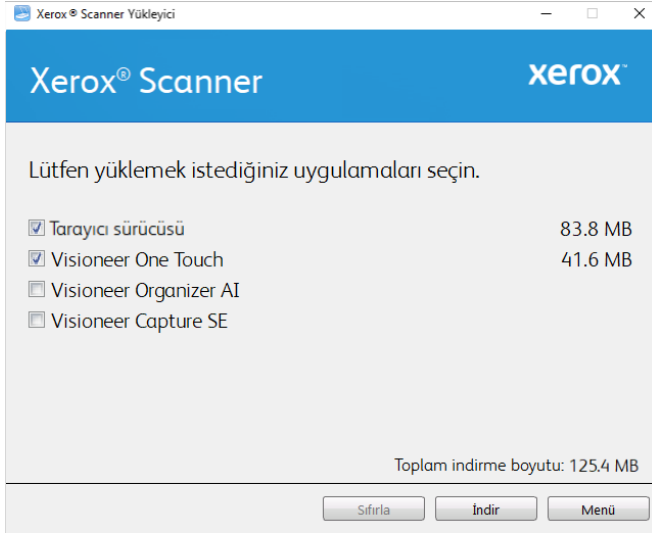 Xerox® Scanner Yükleyici
Xerox® Scanner
xerox™
Lütfen yüklemek istediğiniz uygulamaları seçin.
Tarayıcı sürücüsü 83.8 MB
Visioneer One Touch 41.6 MB
Visioneer Organizer AI
Visioneer Capture SE
Toplam indirme boyutu: 125.4 MB
Sıfırla İndir Menü